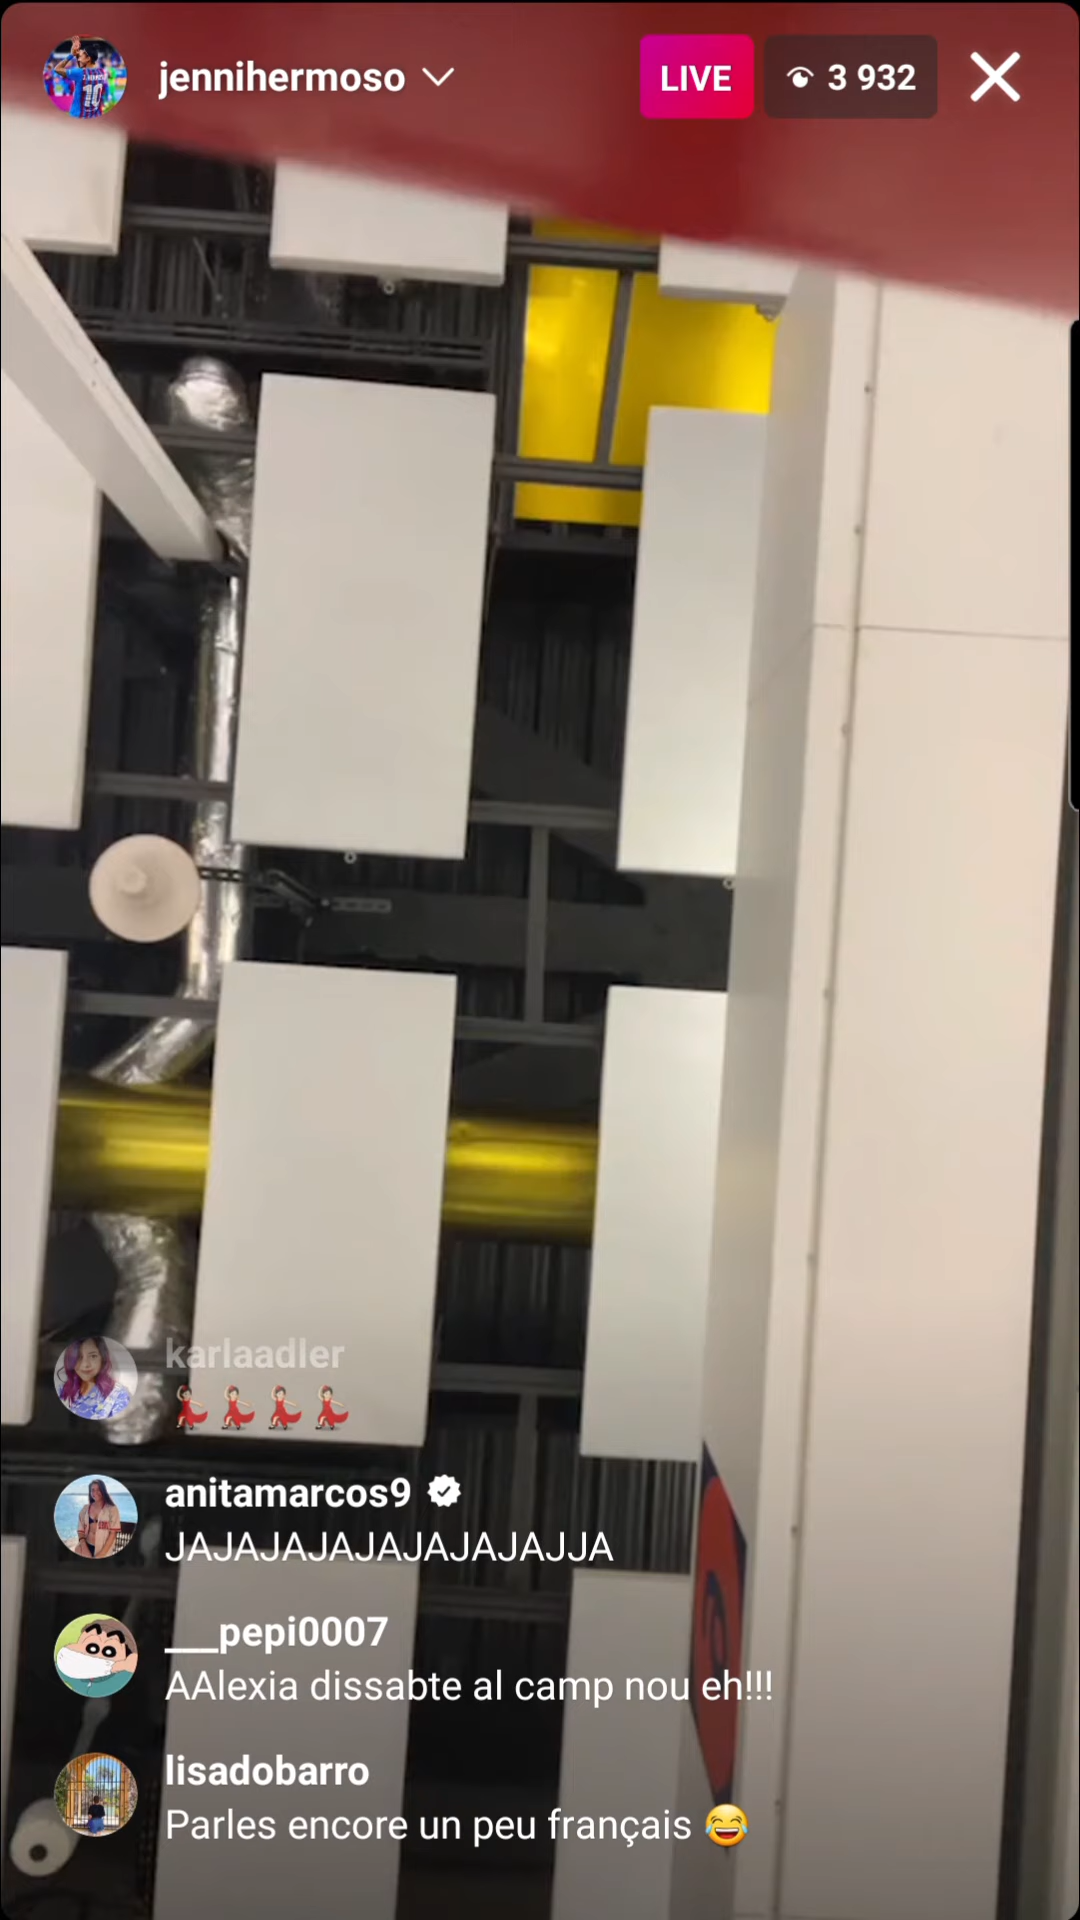 jennihermoso
LIVE
3 932
karlaadler
💃🏻💃🏻💃🏻💃🏻
anitamarcos9
JAJAJAJAJAJAJAJAJAJJA
___pepi0007
AAlexia dissabte al camp nou eh!!!
lisadobarro
Parles encore un peu français 😂